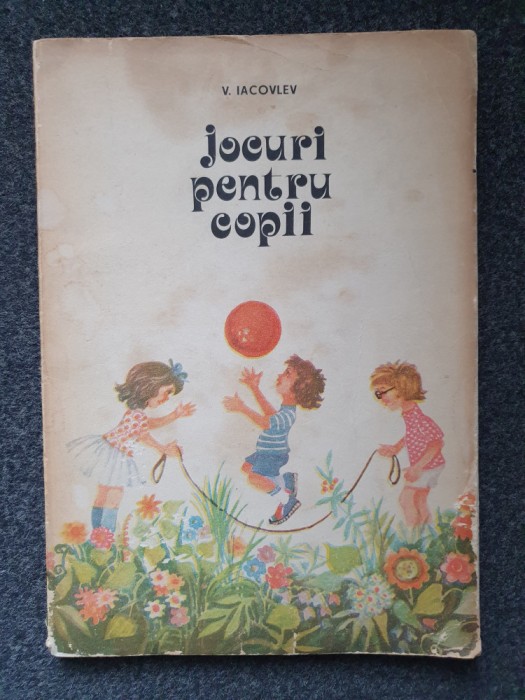 V. IACOVLEV
jocuri
pentru
copii